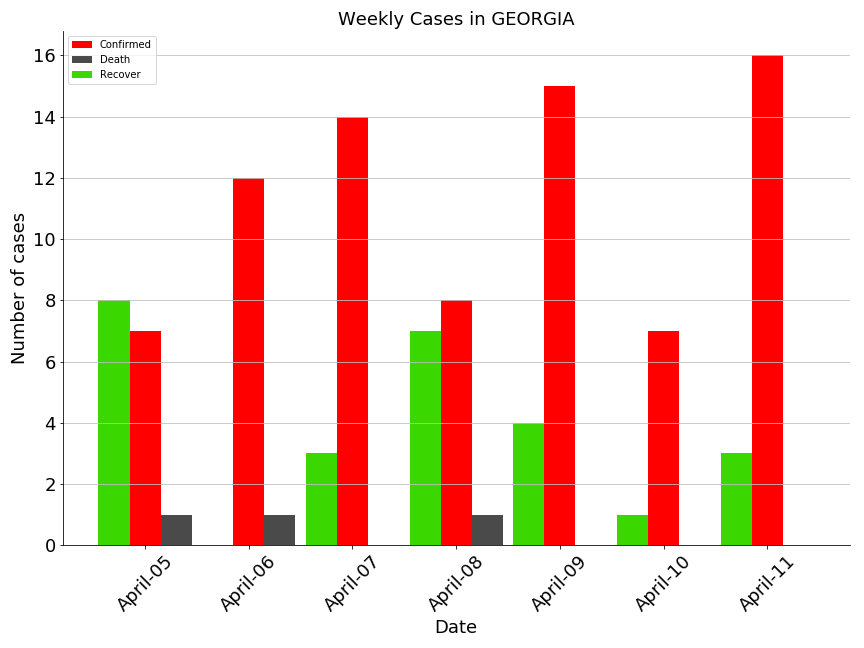 Weekly Cases in GEORGIA
Confirmed
Death
Recover
Number of cases
16
14
12
10
8
6
4
2
0
April-05
April-06
April-07
April-08
April-09
April-10
April-11
Date